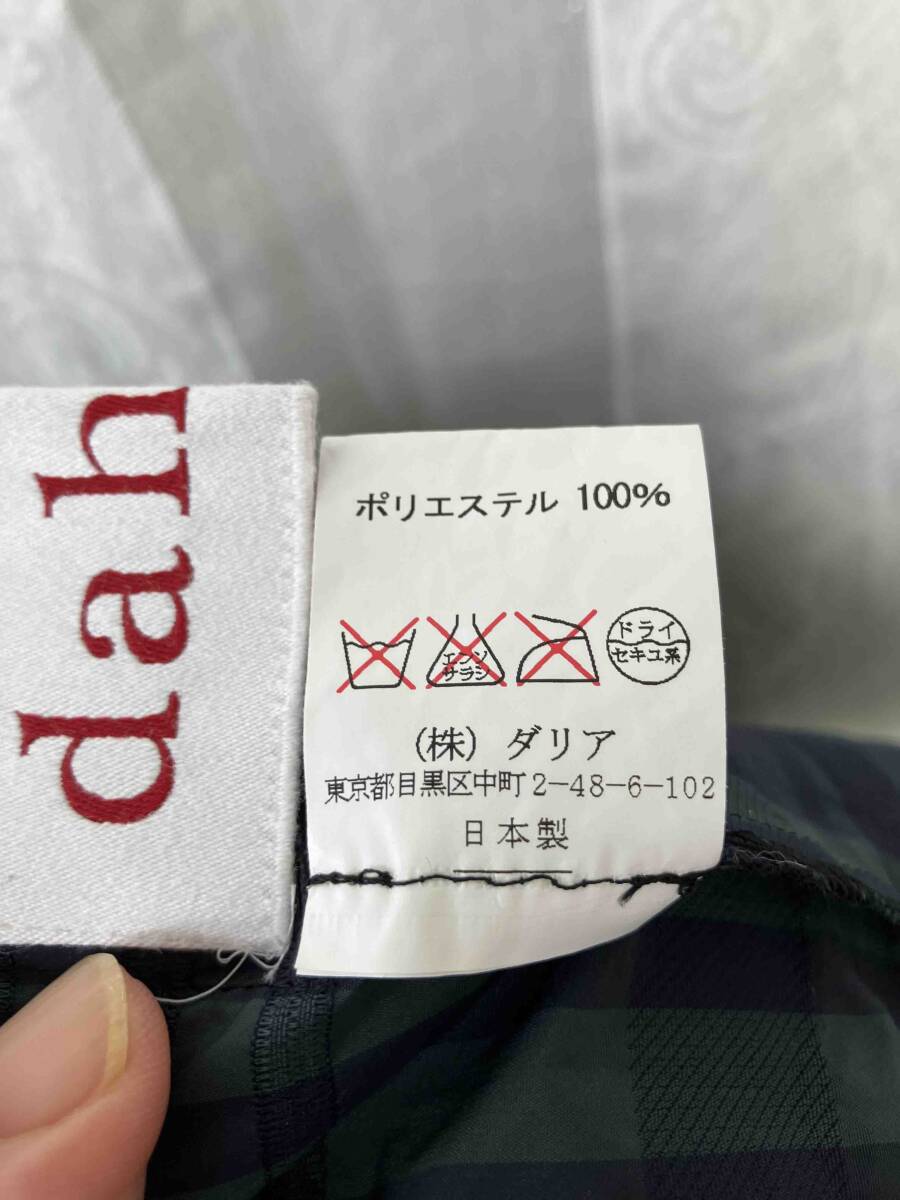 dah
ポリエステル 100%
エンソ
サラシ
ドライ
セキユ系
(株) ダリア
東京都目黒区中町2-48-6-102
日本製